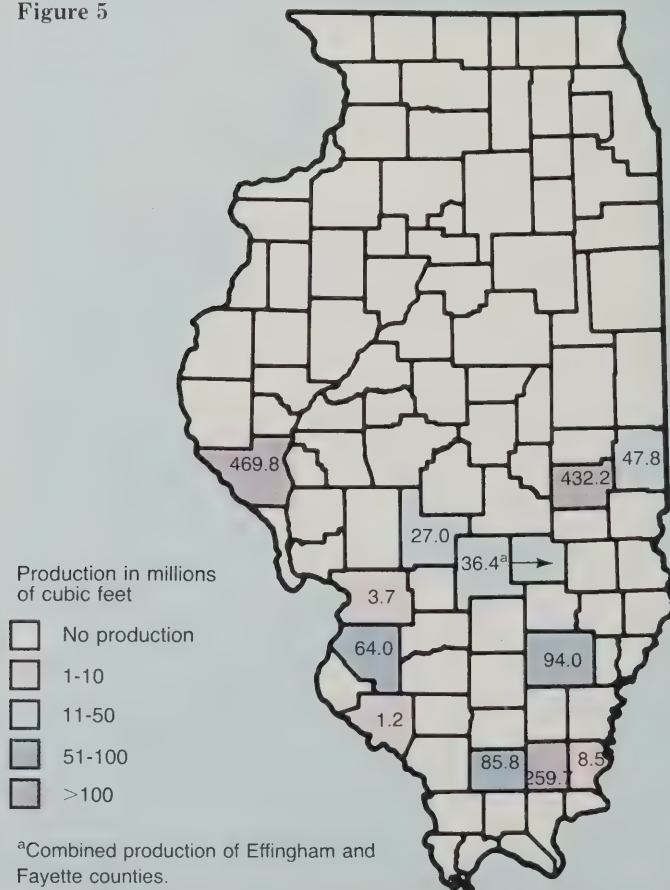 Figure 5
469.8
47.8
432.2
27.0
36.4ª
3.7
64.0
94.0
1.2
85.8
259.7
8.5
Production in millions
of cubic feet
No production
1-10
11-50
51-100
>100
ªCombined production of Effingham and
Fayette counties.